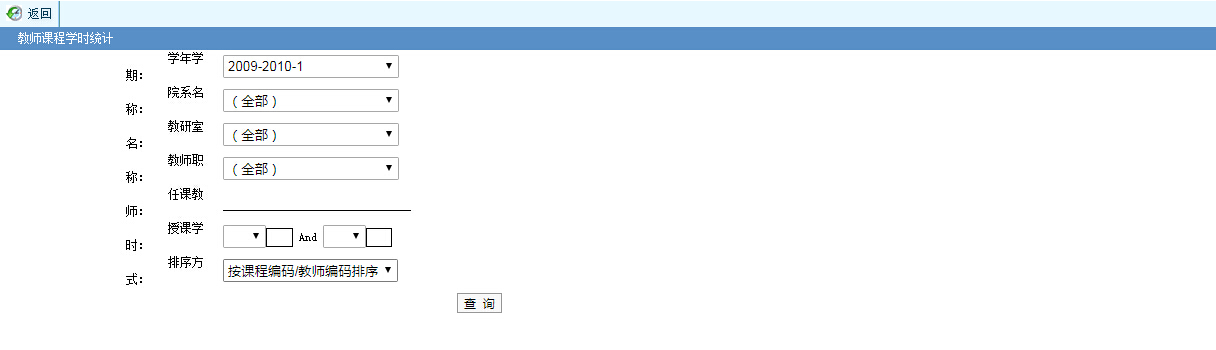 返回
教师课程学时统计
学年学
期： 2009-2010-1
院系名
称： （全部）
教研室
名： （全部）
教师职
称： （全部）
任课教
师：
授课学
时： And
排序方
式： 按课程编码/教师编码排序
查 询